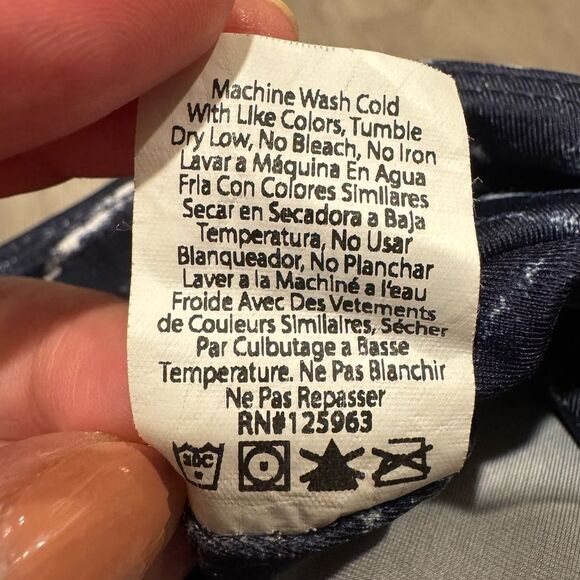 Machine Wash Cold
With Like Colors, Tumble
Dry Low, No Bleach, No Iron
Lavar a Máquina En Agua
Fria Con Colores Similares
Secar en Secadora a Baja
Temperatura, No Usar
Blanqueador, No Planchar
Laver a la Machiné a l'eau
Froide Avec Des Vetements
de Couleurs Similaires, Sécher
Par Culbutage a Basse
Temperature. Ne Pas Blanchir
Ne Pas Repasser
RN#125963
abc